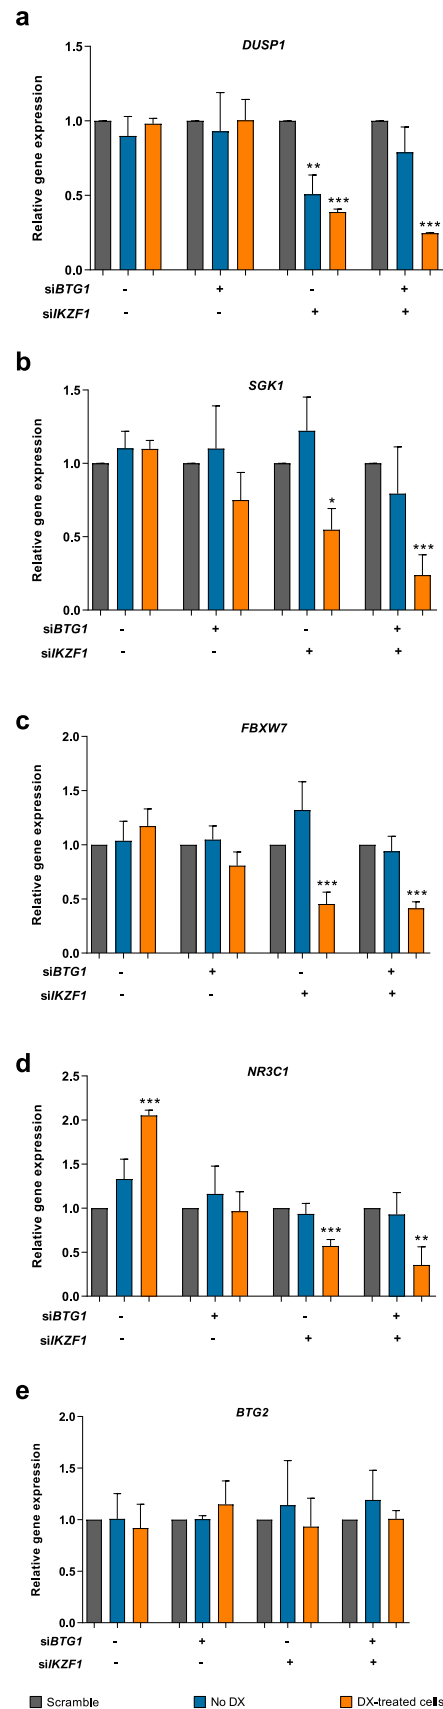 a
DUSP1
Relative gene expression
1.5
1.0
0.5
0.0
** *** ***
siBTG1 - + - +
siIKZF1 - - + +
b
SGK1
Relative gene expression
1.5
1.0
0.5
0.0
* ***
siBTG1 - + - +
siIKZF1 - - + +
c
FBXW7
Relative gene expression
2.0
1.5
1.0
0.5
0.0
*** ***
siBTG1 - + - +
siIKZF1 - - + +
d
NR3C1
Relative gene expression
2.5
2.0
1.5
1.0
0.5
0.0
*** *** **
siBTG1 - + - +
siIKZF1 - - + +
e
BTG2
Relative gene expression
2.0
1.5
1.0
0.5
0.0
siBTG1 - + - +
siIKZF1 - - + +
Scramble No DX DX-treated cells